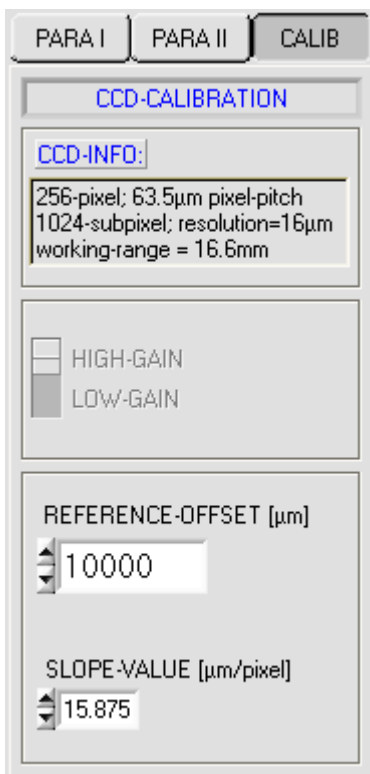 PARA I PARA II CALIB
CCD-CALIBRATION
CCD-INFO:
256-pixel; 63.5µm pixel-pitch
1024-subpixel; resolution=16µm
working-range = 16.6mm
HIGH-GAIN
LOW-GAIN
REFERENCE-OFFSET [µm]
10000
SLOPE-VALUE [µm/pixel]
15.875